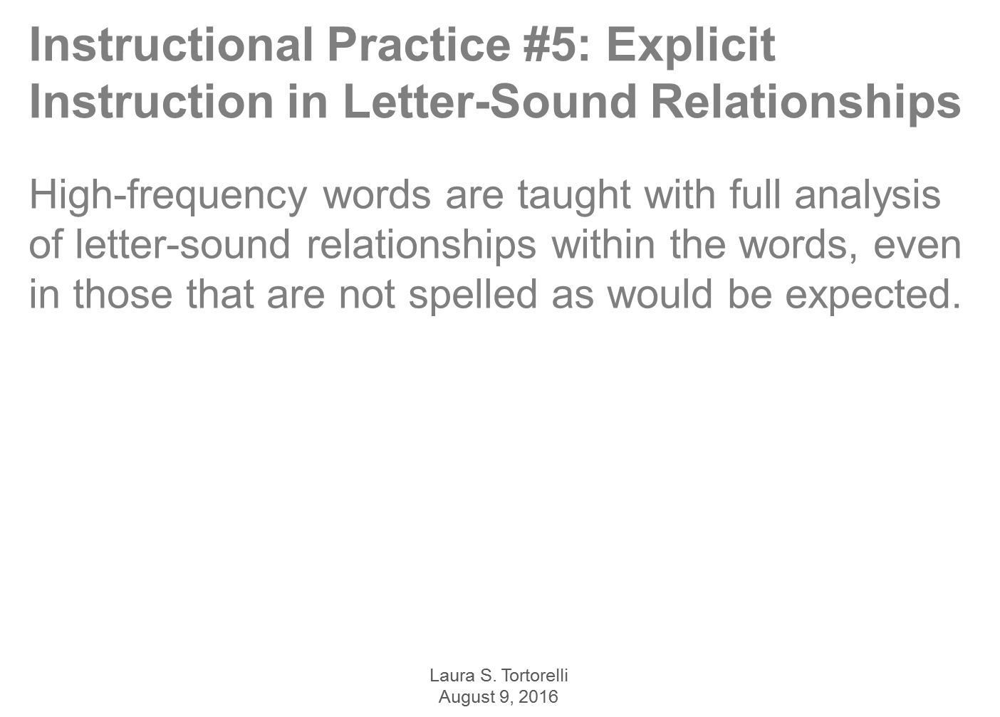 Instructional Practice #5: Explicit
Instruction in Letter-Sound Relationships
High-frequency words are taught with full analysis
of letter-sound relationships within the words, even
in those that are not spelled as would be expected.
Laura S. Tortorelli
August 9, 2016